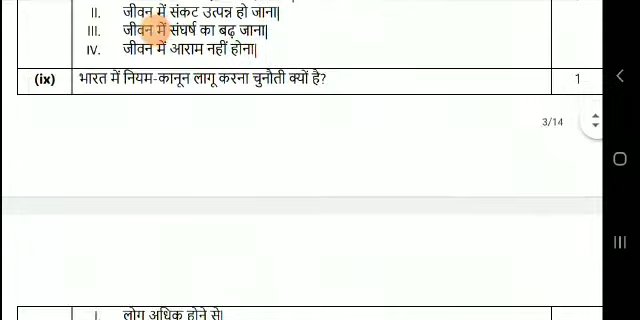 II. जीवन में संकट उत्पन्न हो जाना|
III. जीवन में संघर्ष का बढ़ जाना|
IV. जीवन में आराम नहीं होना|
(ix) भारत में नियम-कानून लागू करना चुनौती क्यों है? 1
3/14
I. लोग अधिक होने से|